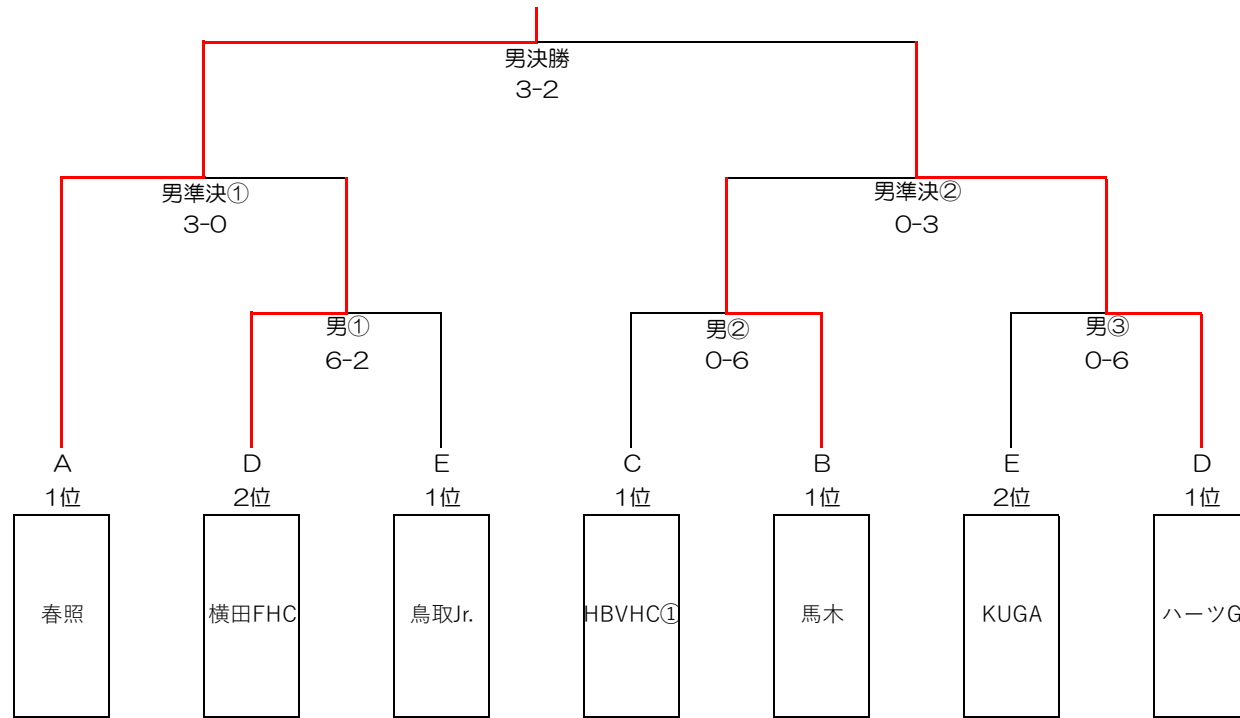 男決勝
3-2
男準決①
3-0
男準決②
0-3
男①
6-2
男②
0-6
男③
0-6
A
D
E
C
B
E
D
1位
2位
1位
1位
1位
2位
1位
春照
横田FHC
鳥取Jr.
HBVHC①
馬木
KUGA
ハーツG